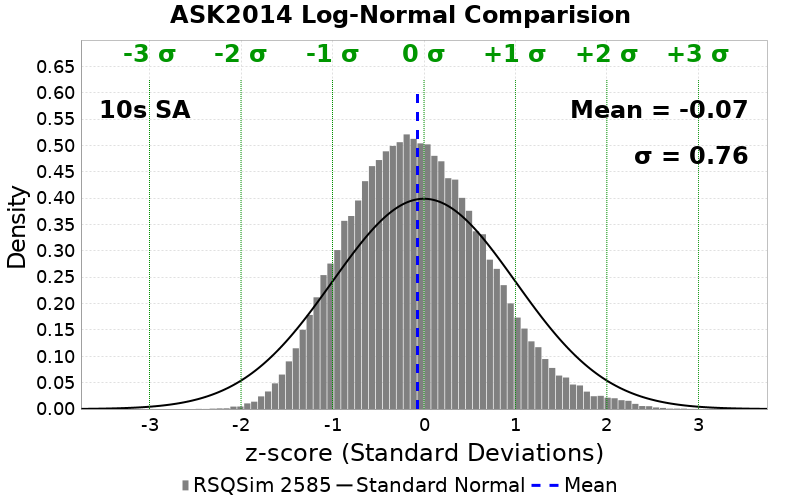 ASK2014 Log-Normal Comparision
-3 σ -2 σ -1 σ 0 σ +1 σ +2 σ +3 σ
10s SA
Mean = -0.07
σ = 0.76
Density
0.65
0.60
0.55
0.50
0.45
0.40
0.35
0.30
0.25
0.20
0.15
0.10
0.05
0.00
-3 -2 -1 0 1 2 3
z-score (Standard Deviations)
RSQSim 2585 Standard Normal Mean